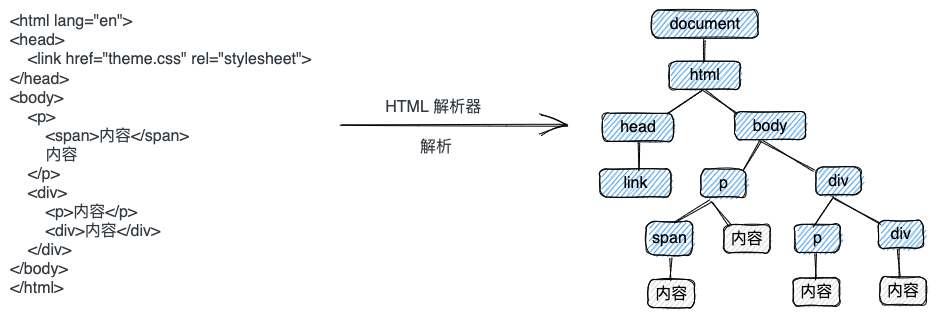 <html lang="en">
<head>
<link href="theme.css" rel="stylesheet">
</head>
<body>
<p>
<span>内容</span>
内容
</p>
<div>
<p>内容</p>
<div>内容</div>
</div>
</body>
</html>
HTML 解析器
解析
document
html
head
body
link
p
div
span
内容
p
div
内容
内容
内容